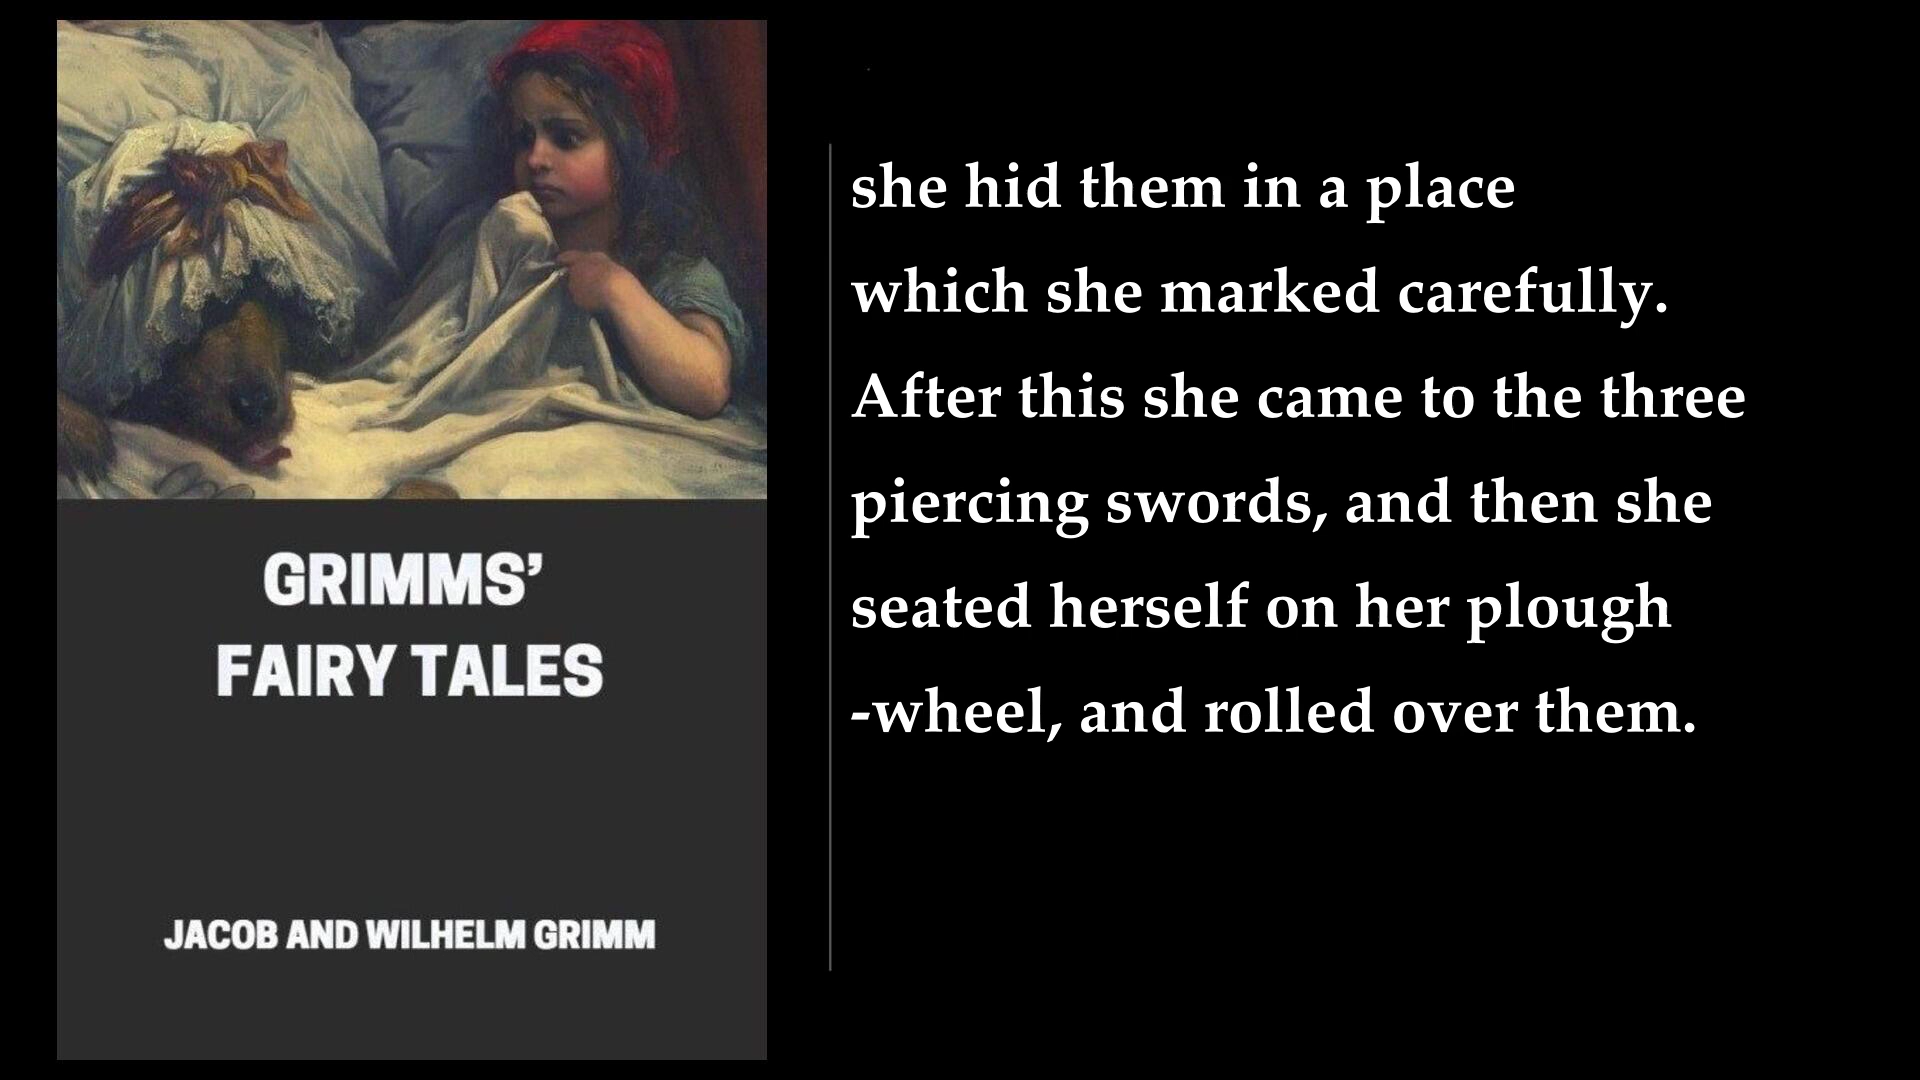 GRIMMS’
FAIRY TALES
JACOB AND WILHELM GRIMM
she hid them in a place
which she marked carefully.
After this she came to the three
piercing swords, and then she
seated herself on her plough
-wheel, and rolled over them.